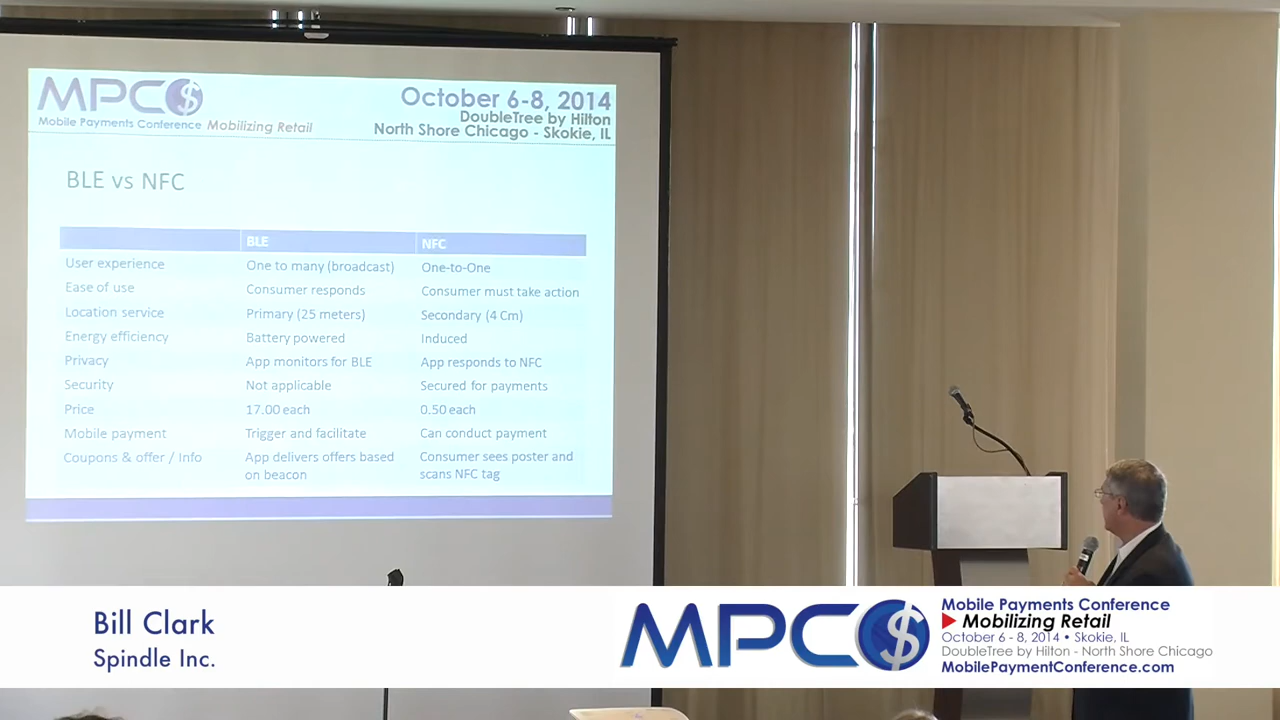 MPC$
Mobile Payments Conference Mobilizing Retail
October 6-8, 2014
DoubleTree by Hilton
North Shore Chicago - Skokie, IL
BLE vs NFC
BLE NFC
User experience One to many (broadcast) One-to-One
Ease of use Consumer responds Consumer must take action
Location service Primary (25 meters) Secondary (4 Cm)
Energy efficiency Battery powered Induced
Privacy App monitors for BLE App responds to NFC
Security Not applicable Secured for payments
Price 17.00 each 0.50 each
Mobile payment Trigger and facilitate Can conduct payment
Coupons & offer / Info App delivers offers based Consumer sees poster and
on beacon scans NFC tag
Bill Clark
Spindle Inc.
MPC$
Mobile Payments Conference
Mobilizing Retail
October 6 - 8, 2014 • Skokie, IL
DoubleTree by Hilton - North Shore Chicago
MobilePaymentConference.com